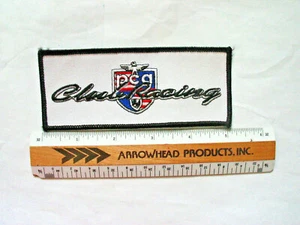 pca
Club Racing
ARROWHEAD PRODUCTS, INC.